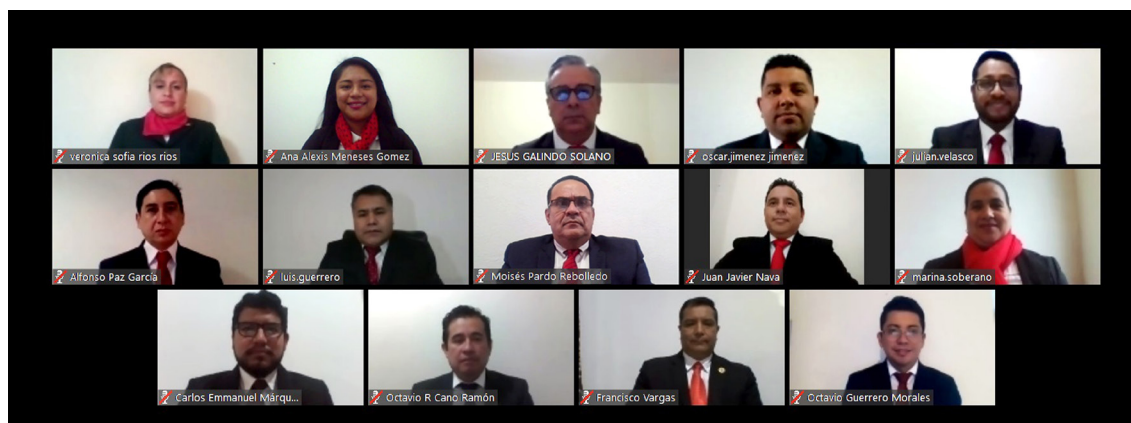 veronica sofia rios rios
Ana Alexis Meneses Gomez
JESUS GALINDO SOLANO
oscar.jimenez jimenez
julian.velasco
Alfonso Paz García
luis.guerrero
Moisés Pardo Rebolledo
Juan Javier Nava
marina.soberano
Carlos Emmanuel Márqu...
Octavio R Cano Ramón
Francisco Vargas
Octavio Guerrero Morales